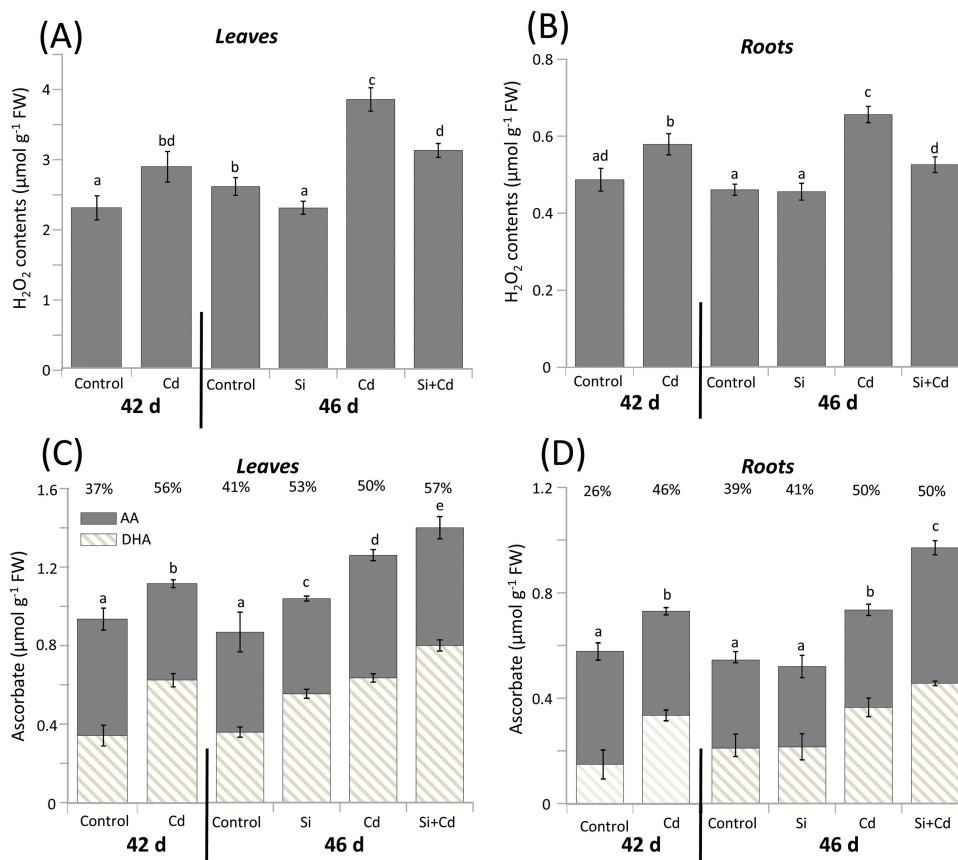 (A)
Leaves
H₂O₂ contents (µmol g⁻¹ FW)
4
3
2
1
0
a
bd
b
a
c
d
Control
Cd
Control
Si
Cd
Si+Cd
42 d
46 d
(B)
Roots
H₂O₂ contents (µmol g⁻¹ FW)
0.8
0.6
0.4
0.2
0
ad
b
a
a
c
d
Control
Cd
Control
Si
Cd
Si+Cd
42 d
46 d
(C)
Leaves
37%
56%
41%
53%
50%
57%
AA
DHA
Ascorbate (µmol g⁻¹ FW)
1.6
1.2
0.8
0.4
0
a
b
a
c
d
e
Control
Cd
Control
Si
Cd
Si+Cd
42 d
46 d
(D)
Roots
26%
46%
39%
41%
50%
50%
Ascorbate (µmol g⁻¹ FW)
1.2
0.8
0.4
0
a
b
a
a
b
c
Control
Cd
Control
Si
Cd
Si+Cd
42 d
46 d